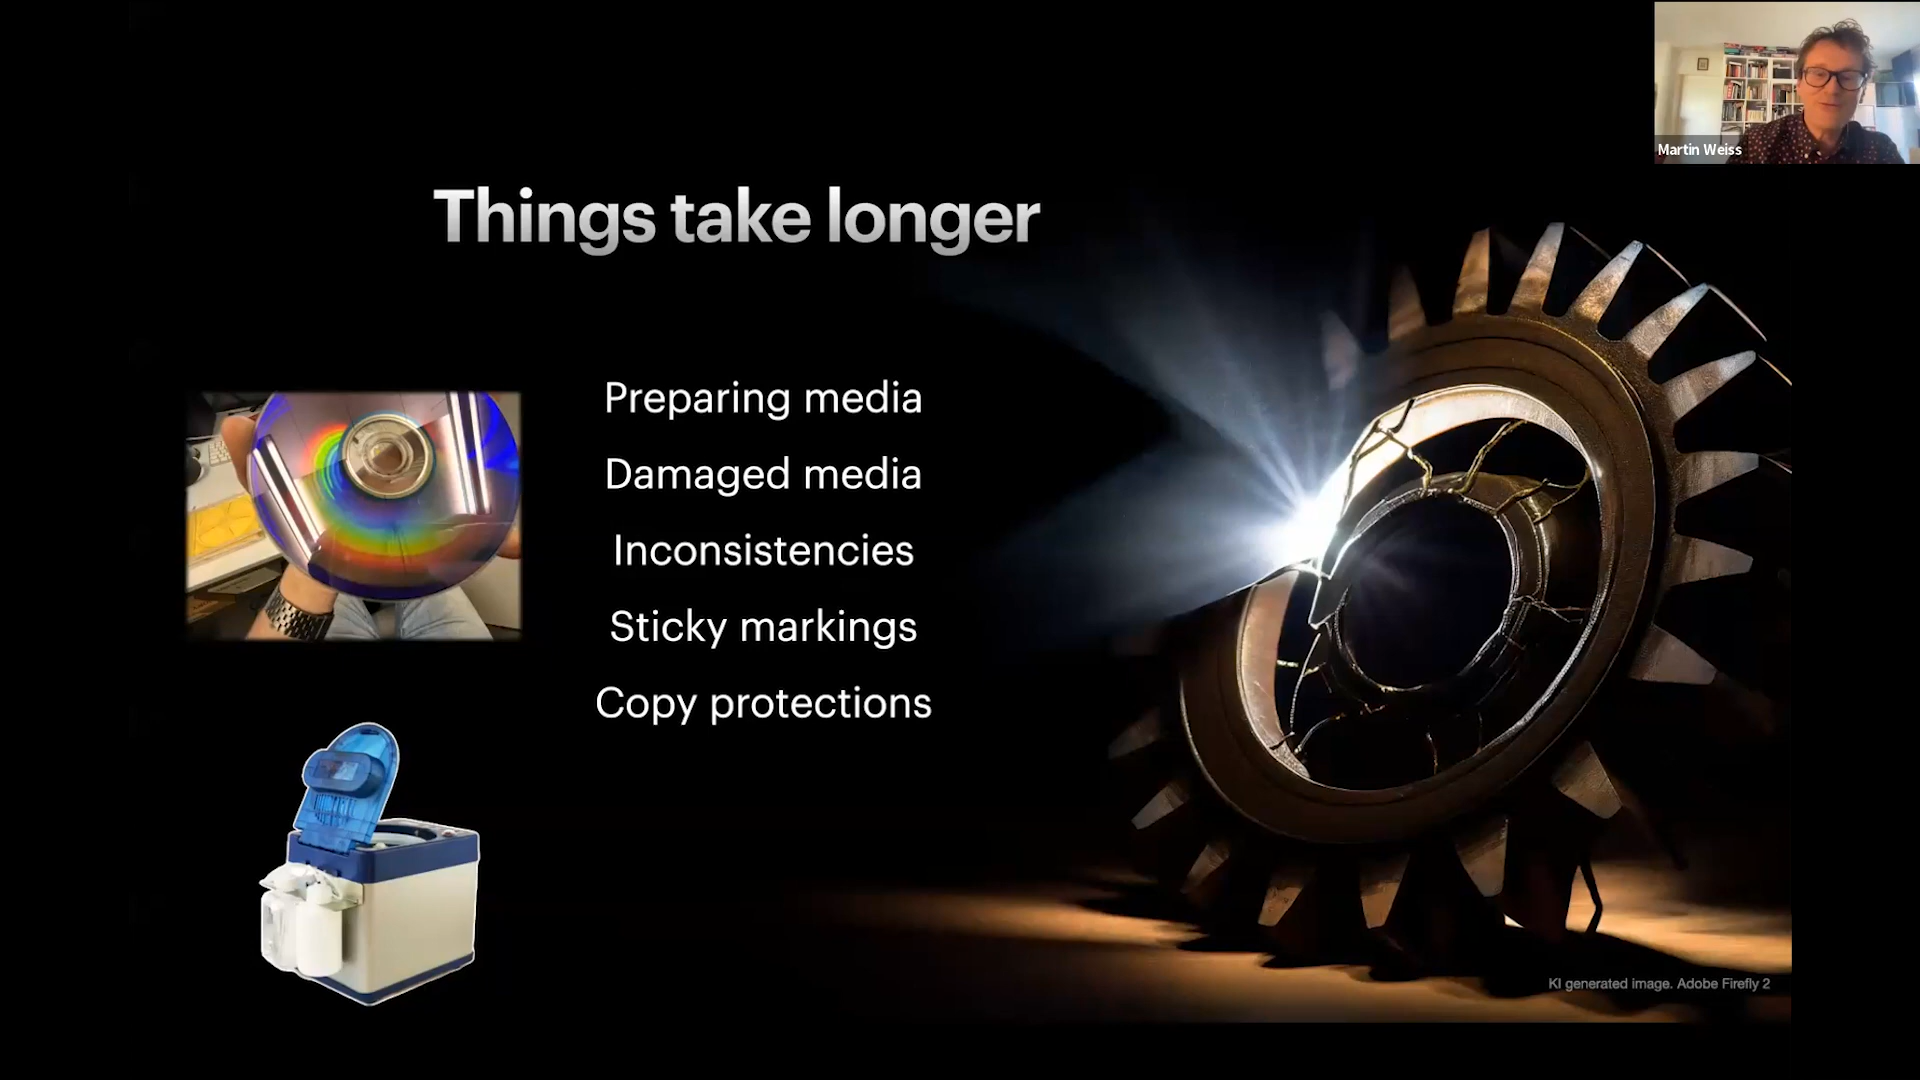 Martin Weiss
Things take longer
Preparing media
Damaged media
Inconsistencies
Sticky markings
Copy protections
KI generated image. Adobe Firefly 2